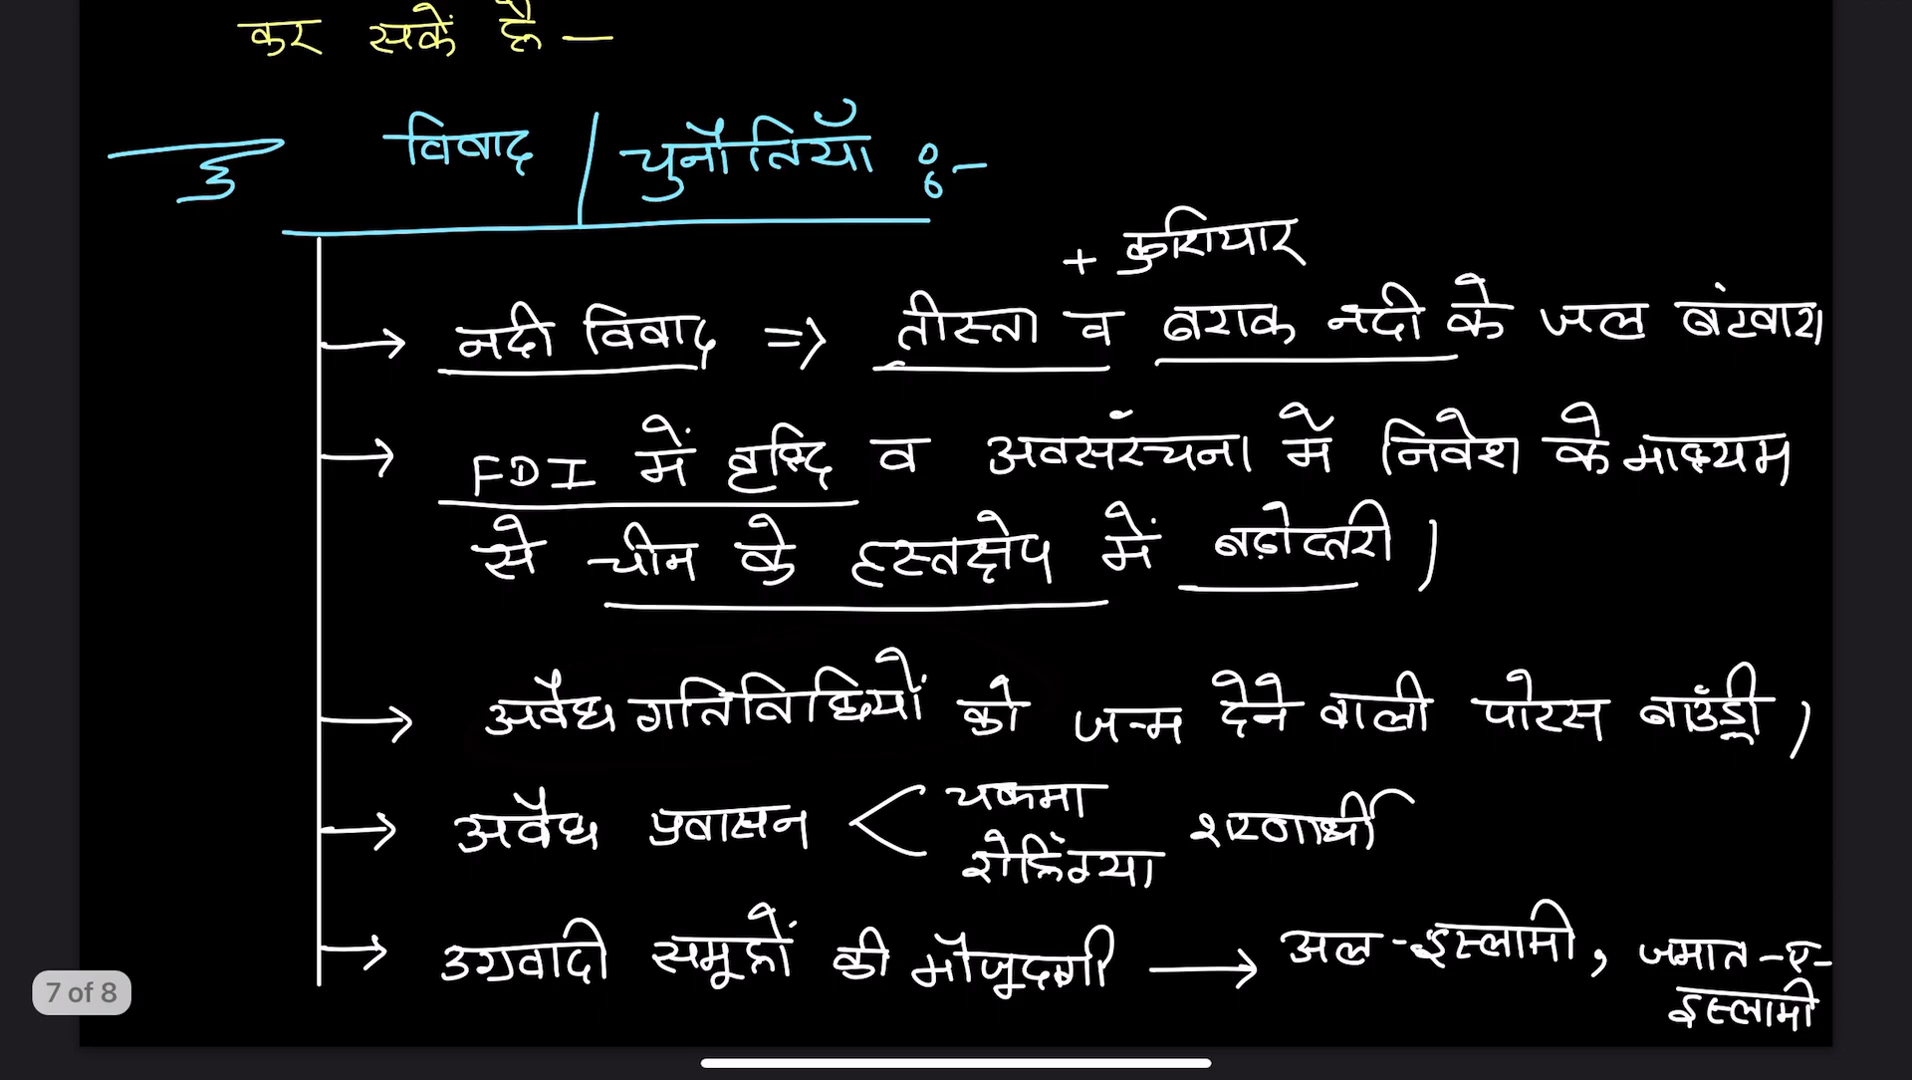 कर सकें है —
विवाद / चुनौतियाँ :-
+ कुशियार
→ नदी विवाद => तीस्ता व बराक नदी के जल बंटवारा
→ FDI में वृद्धि व अवसंरचना में निवेश के माध्यम
से चीन के हस्तक्षेप में बढ़ोत्तरी,
→ अवैध गतिविधियों को जन्म देने वाली पोरस बाउंड्री,
→ अवैध प्रवासन < चकमा
रोहिंग्या शरणार्थी
→ उग्रवादी समूहों की मौजूदगी → अल-इस्लामी, जमात-ए-
इस्लामी
7 of 8